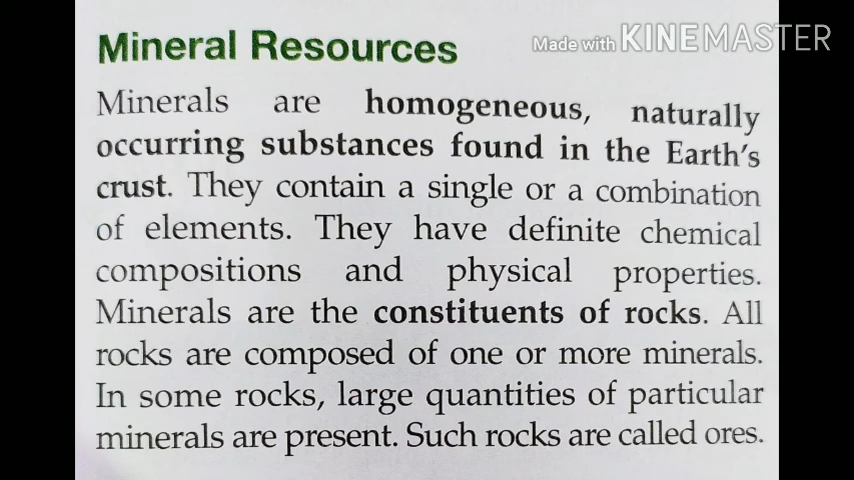 Mineral Resources
Made with KINEMASTER
Minerals are homogeneous, naturally
occurring substances found in the Earth's
crust. They contain a single or a combination
of elements. They have definite chemical
compositions and physical properties.
Minerals are the constituents of rocks. All
rocks are composed of one or more minerals.
In some rocks, large quantities of particular
minerals are present. Such rocks are called ores.